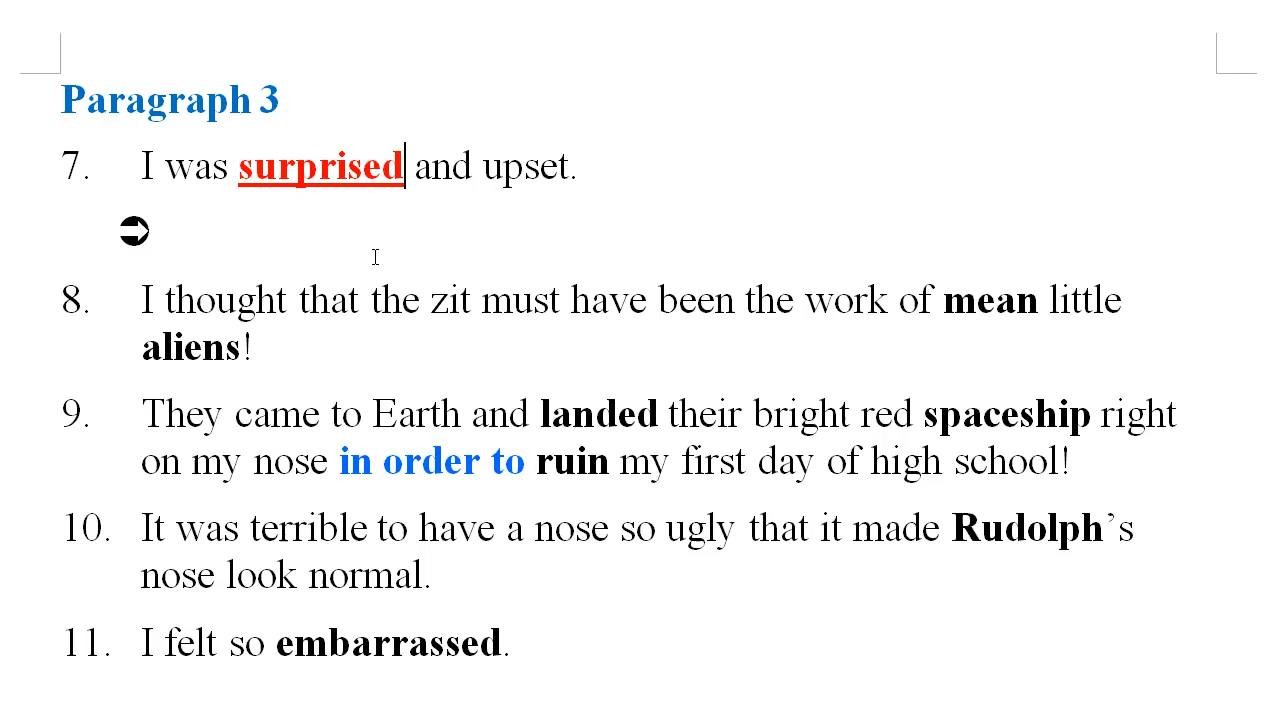 Paragraph 3
7. I was surprised and upset.
➲
8. I thought that the zit must have been the work of mean little
aliens!
9. They came to Earth and landed their bright red spaceship right
on my nose in order to ruin my first day of high school!
10. It was terrible to have a nose so ugly that it made Rudolph’s
nose look normal.
11. I felt so embarrassed.